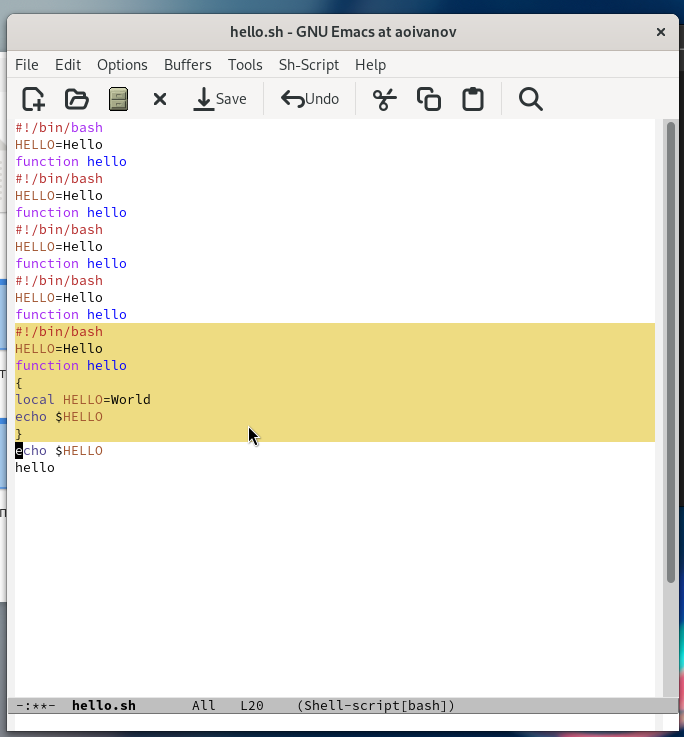 hello.sh - GNU Emacs at aoivanov ×
File Edit Options Buffers Tools Sh-Script Help
Save Undo
#!/bin/bash
HELLO=Hello
function hello
#!/bin/bash
HELLO=Hello
function hello
#!/bin/bash
HELLO=Hello
function hello
#!/bin/bash
HELLO=Hello
function hello
#!/bin/bash
HELLO=Hello
function hello
{
local HELLO=World
echo $HELLO
}
echo $HELLO
hello
-:**- hello.sh All L20 (Shell-script[bash])